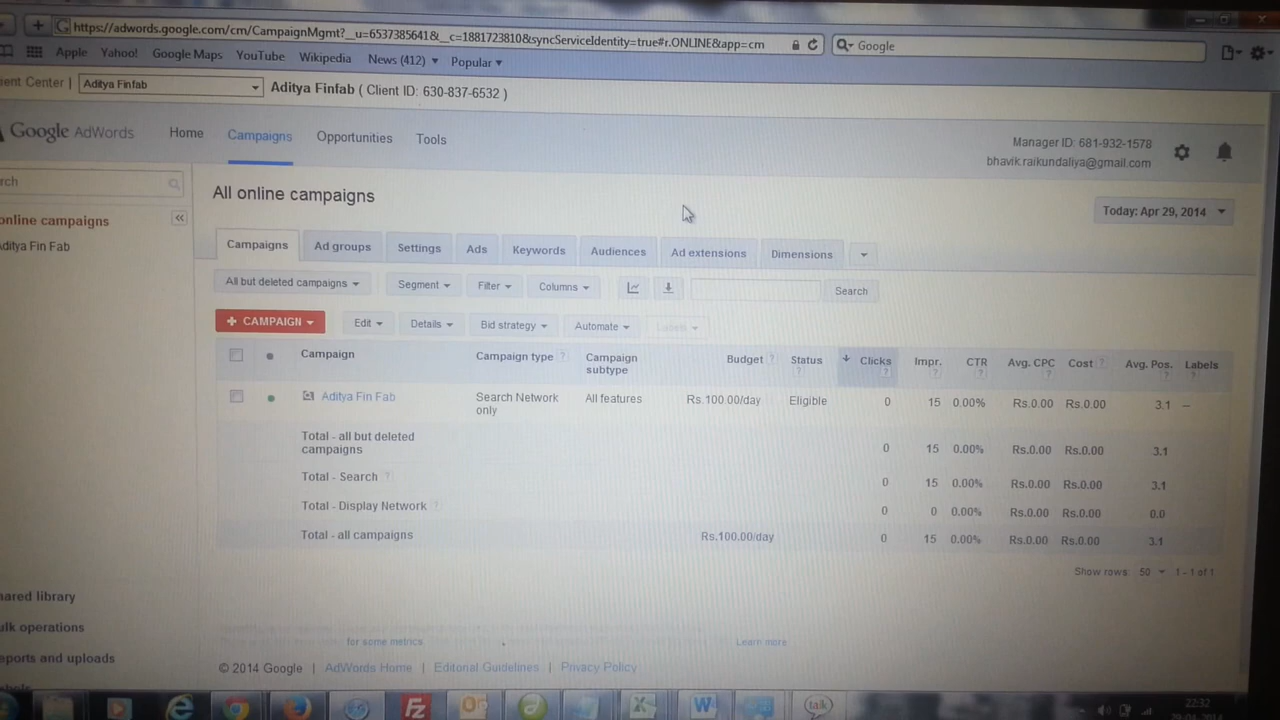 https://adwords.google.com/cm/CampaignMgmt?__u=6537385641&__c=1881723810&syncServiceIdentity=true#r.ONLINE&app=cm
Google
Apple Yahoo! Google Maps YouTube Wikipedia News (412) Popular
ent Center | Aditya Finfab Aditya Finfab ( Client ID: 630-837-6532 )
Google AdWords Home Campaigns Opportunities Tools
Manager ID: 681-932-1578
bhavik.raikundaliya@gmail.com
rch
All online campaigns
Today: Apr 29, 2014
online campaigns
ditya Fin Fab
Campaigns Ad groups Settings Ads Keywords Audiences Ad extensions Dimensions
All but deleted campaigns Segment Filter Columns Search
+ CAMPAIGN Edit Details Bid strategy Automate Labels
Campaign Campaign type ? Campaign subtype Budget ? Status ? Clicks ? Impr. ? CTR ? Avg. CPC ? Cost ? Avg. Pos. ? Labels
Aditya Fin Fab Search Network only All features Rs.100.00/day Eligible 0 15 0.00% Rs.0.00 Rs.0.00 3.1 –
Total - all but deleted campaigns 0 15 0.00% Rs.0.00 Rs.0.00 3.1
Total - Search ? 0 15 0.00% Rs.0.00 Rs.0.00 3.1
Total - Display Network ? 0 0 0.00% Rs.0.00 Rs.0.00 0.0
Total - all campaigns Rs.100.00/day 0 15 0.00% Rs.0.00 Rs.0.00 3.1
Show rows: 50 1 - 1 of 1
ared library
ulk operations
eports and uploads
for some metrics. Learn more
© 2014 Google | AdWords Home | Editorial Guidelines | Privacy Policy
talk
22:32